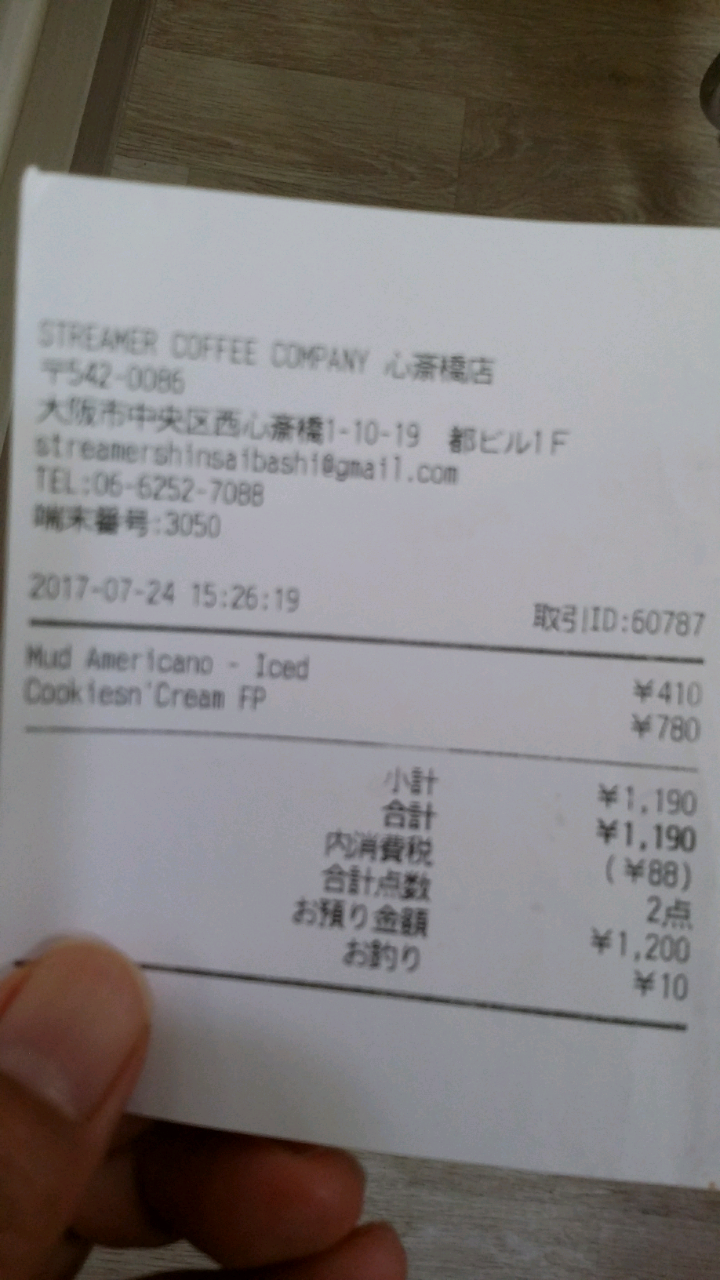 STREAMER COFFEE COMPANY 心斎橋店
〒542-0086
大阪市中央区西心斎橋1-10-19 都ビル1F
streamershinsaibashi@gmail.com
TEL:06-6252-7088
端末番号:3050
2017-07-24 15:26:19 取引ID:60787
Mud Americano - Iced ¥410
Cookiesn'Cream FP ¥780
小計 ¥1,190
合計 ¥1,190
内消費税 (¥88)
合計点数 2点
お預り金額 ¥1,200
お釣り ¥10